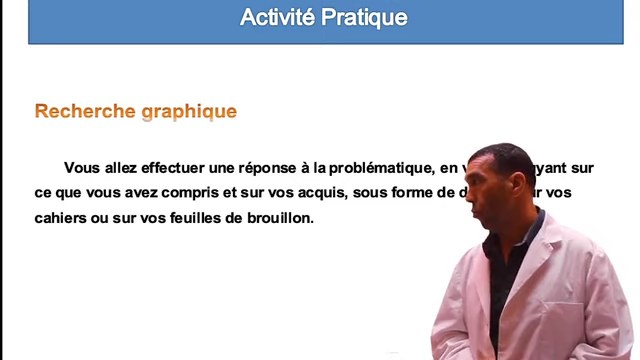 Activité Pratique
Recherche graphique
Vous allez effectuer une réponse à la problématique, en sur
ce que vous avez compris et sur vos acquis, sous forme de vos
cahiers ou sur vos feuilles de brouillon.